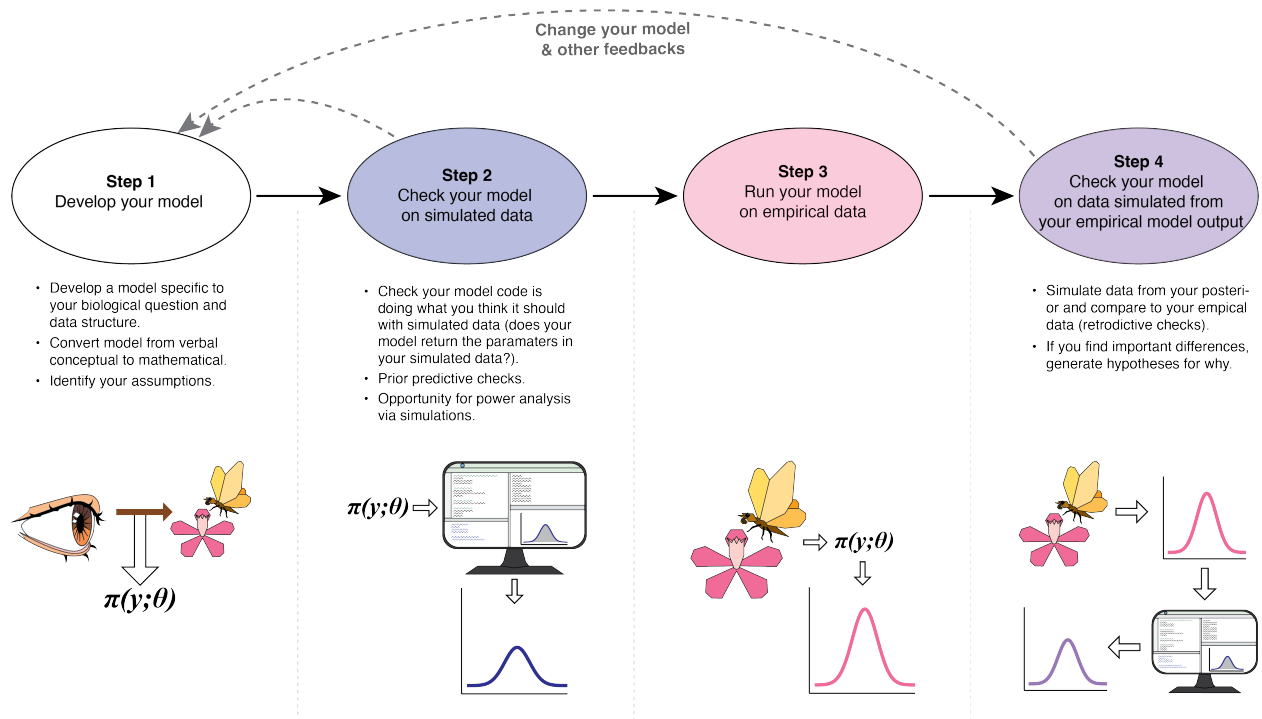 Change your model
& other feedbacks
Step 1
Develop your model
Step 2
Check your model
on simulated data
Step 3
Run your model
on empirical data
Step 4
Check your model
on data simulated from
your empirical model output
• Develop a model specific to
your biological question and
data structure.
• Convert model from verbal
conceptual to mathematical.
• Identify your assumptions.
• Check your model code is
doing what you think it should
with simulated data (does your
model return the paramaters in
your simulated data?).
• Prior predictive checks.
• Opportunity for power analysis
via simulations.
• Simulate data from your posteri-
or and compare to your empical
data (retrodictive checks).
• If you find important differences,
generate hypotheses for why.
π(y;θ)
π(y;θ)
π(y;θ)